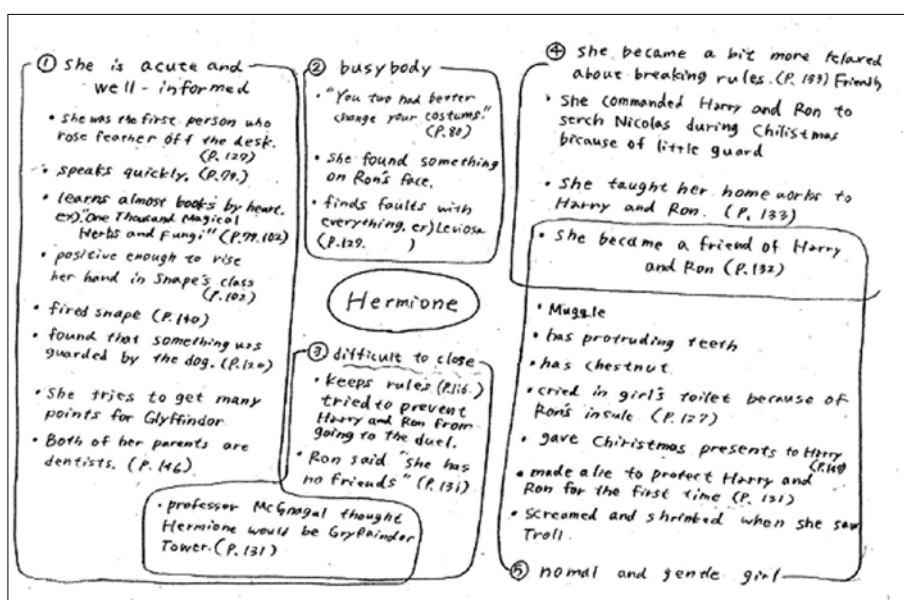 ① she is acute and
well-informed
• she was the first person who
rose feather off the desk.
(P.129)
• speaks quickly. (P.79.)
• learns almost books by heart.
ex) "One Thousand Magical
Herbs and Fungi" (P.79.102)
• positive enough to rise
her hand in Snape's class
(P.102)
• fired snape (P.140)
• found that something was
guarded by the dog. (P.120)
• She tries to get many
points for Glyffindor
• Both of her parents are
dentists. (P.146)
• professor McGnagal thought
Hermione would be
Tower. (P.131)
② busybody
• "You two had better
change your costums."
(P.80)
• she found something
on Ron's face.
• finds faults with
everything. ex) Leviosa
(P.129. )
Hermione
③ difficult to close
• keeps rules (P.116.)
tried to prevent
Harry and Ron from
going to the duel.
• Ron said "she has
no friends" (P.131)
④ she became a bit more relaxed
about breaking rules. (P.133) Friendly
• She commanded Harry and Ron to
serch Nicolas during Chilistmas
bicause of little guard
• She taught her home works to
Harry and Ron. (P. 133)
• She became a friend of Harry
and Ron (P.132)
• Muggle
• has protruding teeth
• has chestnut
• cried in girl's toilet because of
Ron's insult. (P.127)
• gave Chiristmas presents to Harry
• made a lie to protect Harry and
Ron for the first time (P. 131)
• Screamed and shrinked when she saw
Troll.
⑤ nomal and gentle girl